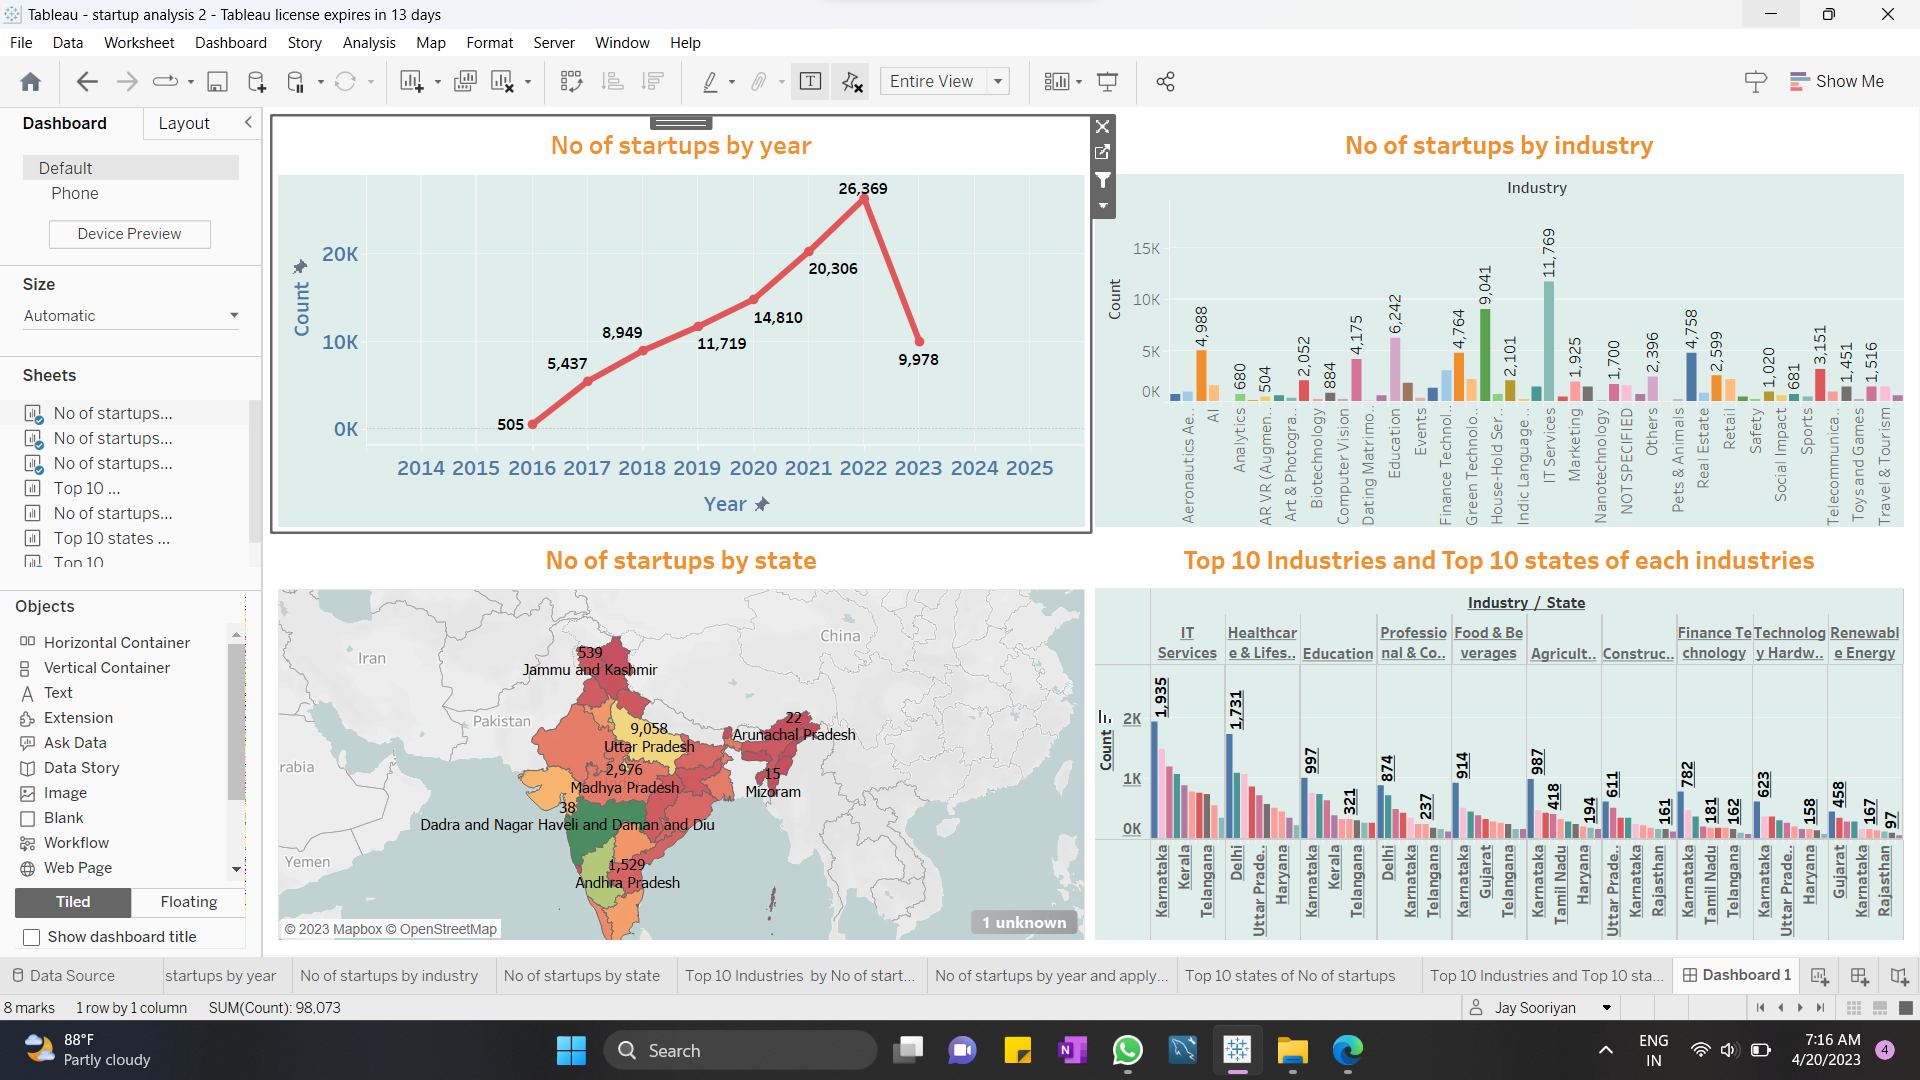 Tableau - startup analysis 2 - Tableau license expires in 13 days
File Data Worksheet Dashboard Story Analysis Map Format Server Window Help
Entire View
Show Me
Dashboard Layout
Default
Phone
Device Preview
Size
Automatic
Sheets
No of startups...
No of startups...
No of startups...
Top 10 ...
No of startups...
Top 10 states ...
Top 10
Objects
Horizontal Container
Vertical Container
Text
Extension
Ask Data
Data Story
Image
Blank
Workflow
Web Page
Tiled Floating
Show dashboard title
No of startups by year
26,369
20K
20,306
14,810
8,949
11,719
10K
5,437
9,978
505
0K
Count
2014 2015 2016 2017 2018 2019 2020 2021 2022 2023 2024 2025
Year
No of startups by industry
Industry
15K
10K
5K
0K
Count
4,988
680
504
2,052
884
4,175
6,242
4,764
9,041
2,101
11,769
1,925
1,700
2,396
4,758
2,599
1,020
681
3,151
1,451
1,516
Aeronautics Ae..
AI
Analytics
AR VR (Augmen..
Art & Photogra..
Biotechnology
Computer Vision
Dating Matrimo..
Education
Events
Finance Technol..
Green Technolo..
House-Hold Ser..
Indic Language ..
IT Services
Marketing
Nanotechnology
NOT SPECIFIED
Others
Pets & Animals
Real Estate
Retail
Safety
Social Impact
Sports
Telecommunica..
Toys and Games
Travel & Tourism
No of startups by state
China
Iran
Pakistan
rabia
Yemen
539
Jammu and Kashmir
9,058
Uttar Pradesh
22
Arunachal Pradesh
2,976
Madhya Pradesh
15
Mizoram
38
Dadra and Nagar Haveli and Daman and Diu
1,529
Andhra Pradesh
1 unknown
© 2023 Mapbox © OpenStreetMap
Top 10 Industries and Top 10 states of each industries
Industry / State
IT
Services
Healthcar
e & Lifes..
Education
Professio
nal & Co..
Food & Be
verages
Agricult..
Construc..
Finance Te
chnology
Technolog
y Hardw..
Renewabl
e Energy
Count
2K
1K
0K
1,935
1,731
997
321
874
237
914
987
418
194
611
161
782
181
162
623
158
458
167
97
Karnataka
Kerala
Telangana
Delhi
Uttar Prade..
Haryana
Karnataka
Kerala
Telangana
Delhi
Karnataka
Telangana
Karnataka
Gujarat
Telangana
Karnataka
Tamil Nadu
Haryana
Uttar Prade..
Karnataka
Rajasthan
Karnataka
Tamil Nadu
Telangana
Karnataka
Uttar Prade..
Haryana
Gujarat
Karnataka
Rajasthan
Data Source startups by year No of startups by industry No of startups by state Top 10 Industries by No of start... No of startups by year and apply... Top 10 states of No of startups Top 10 Industries and Top 10 sta... Dashboard 1
8 marks 1 row by 1 column SUM(Count): 98,073
Jay Sooriyan
88°F
Partly cloudy
Search
ENG
IN
7:16 AM
4/20/2023
4